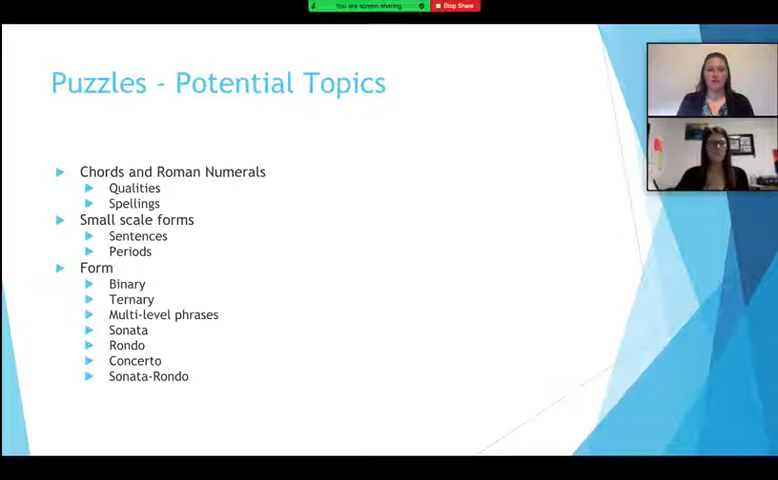 You are screen sharing
Stop Share
Puzzles - Potential Topics
Chords and Roman Numerals
Qualities
Spellings
Small scale forms
Sentences
Periods
Form
Binary
Ternary
Multi-level phrases
Sonata
Rondo
Concerto
Sonata-Rondo